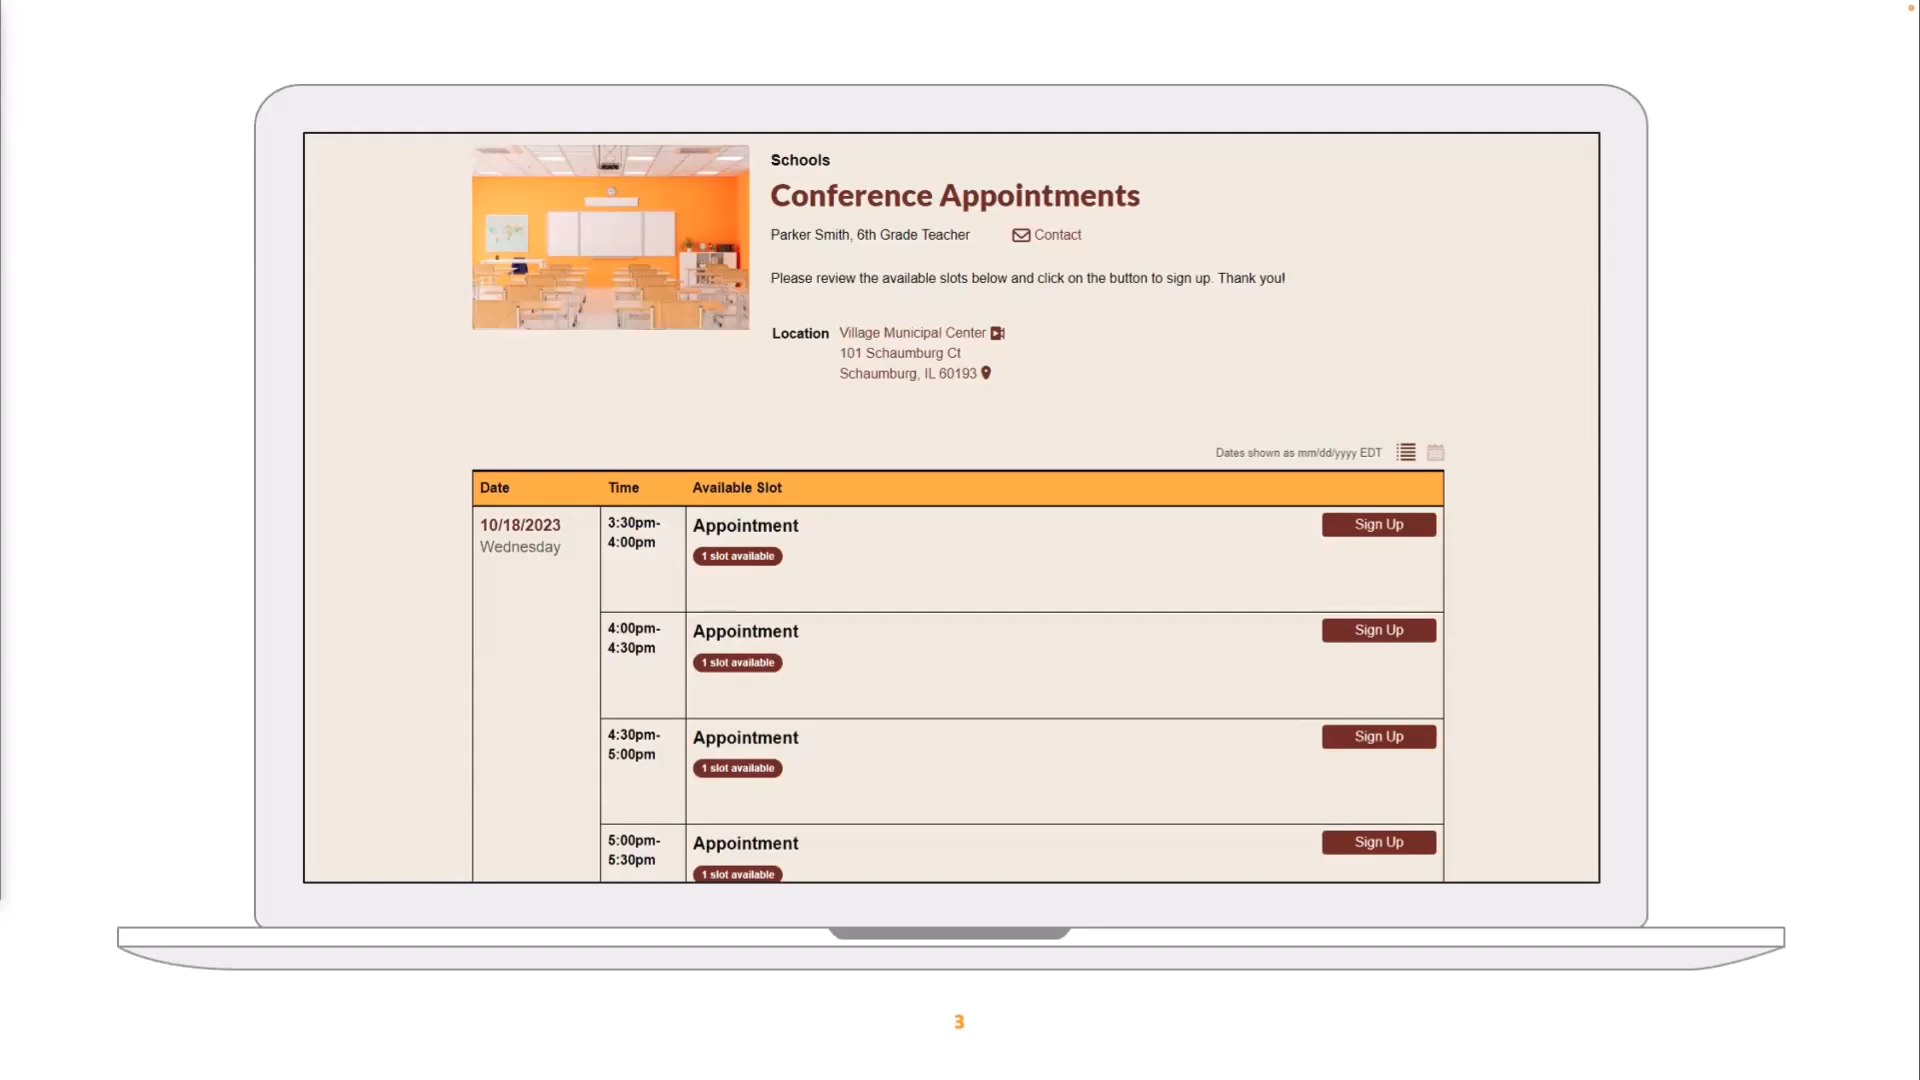 Schools
Conference Appointments
Parker Smith, 6th Grade Teacher Contact
Please review the available slots below and click on the button to sign up. Thank you!
Location Village Municipal Center
101 Schaumburg Ct
Schaumburg, IL 60193
Dates shown as mm/dd/yyyy EDT
Date Time Available Slot
10/18/2023
Wednesday
3:30pm-
4:00pm
Appointment
1 slot available
Sign Up
4:00pm-
4:30pm
Appointment
1 slot available
Sign Up
4:30pm-
5:00pm
Appointment
1 slot available
Sign Up
5:00pm-
5:30pm
Appointment
1 slot available
Sign Up
3